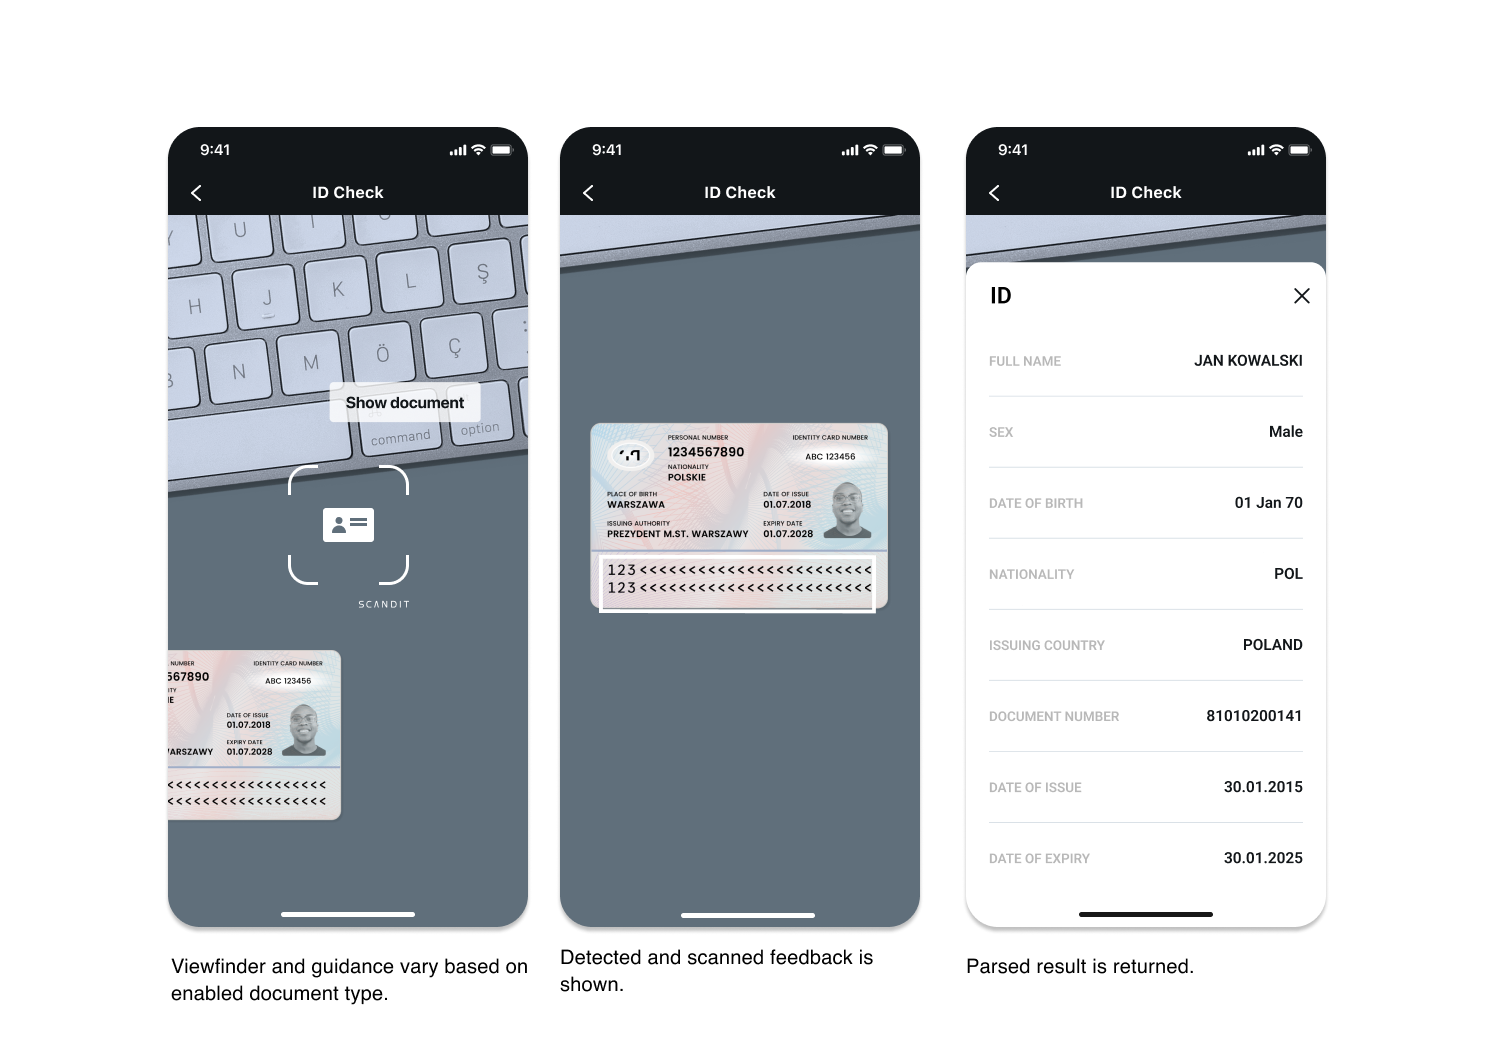 9:41
ID Check
Y U I
H J K L Ş
N M Ö Ç
Show document
command option
SCANDIT
NUMBER IDENTITY CARD NUMBER
567890 ABC 123456
ITY
IE
DATE OF ISSUE
01.07.2018
EXPIRY DATE
WARSZAWY 01.07.2028
<<<<<<<<<<<<<<<<<<
<<<<<<<<<<<<<<<<<<
Viewfinder and guidance vary based on
enabled document type.
9:41
ID Check
PERSONAL NUMBER IDENTITY CARD NUMBER
1234567890 ABC 123456
NATIONALITY
POLSKIE
PLACE OF BIRTH DATE OF ISSUE
WARSZAWA 01.07.2018
ISSUING AUTHORITY EXPIRY DATE
PREZYDENT M.ST. WARSZAWY 01.07.2028
123<<<<<<<<<<<<<<<<<<<<<<<<
123<<<<<<<<<<<<<<<<<<<<<<<<
Detected and scanned feedback is
shown.
9:41
ID Check
ID
FULL NAME JAN KOWALSKI
SEX Male
DATE OF BIRTH 01 Jan 70
NATIONALITY POL
ISSUING COUNTRY POLAND
DOCUMENT NUMBER 81010200141
DATE OF ISSUE 30.01.2015
DATE OF EXPIRY 30.01.2025
Parsed result is returned.